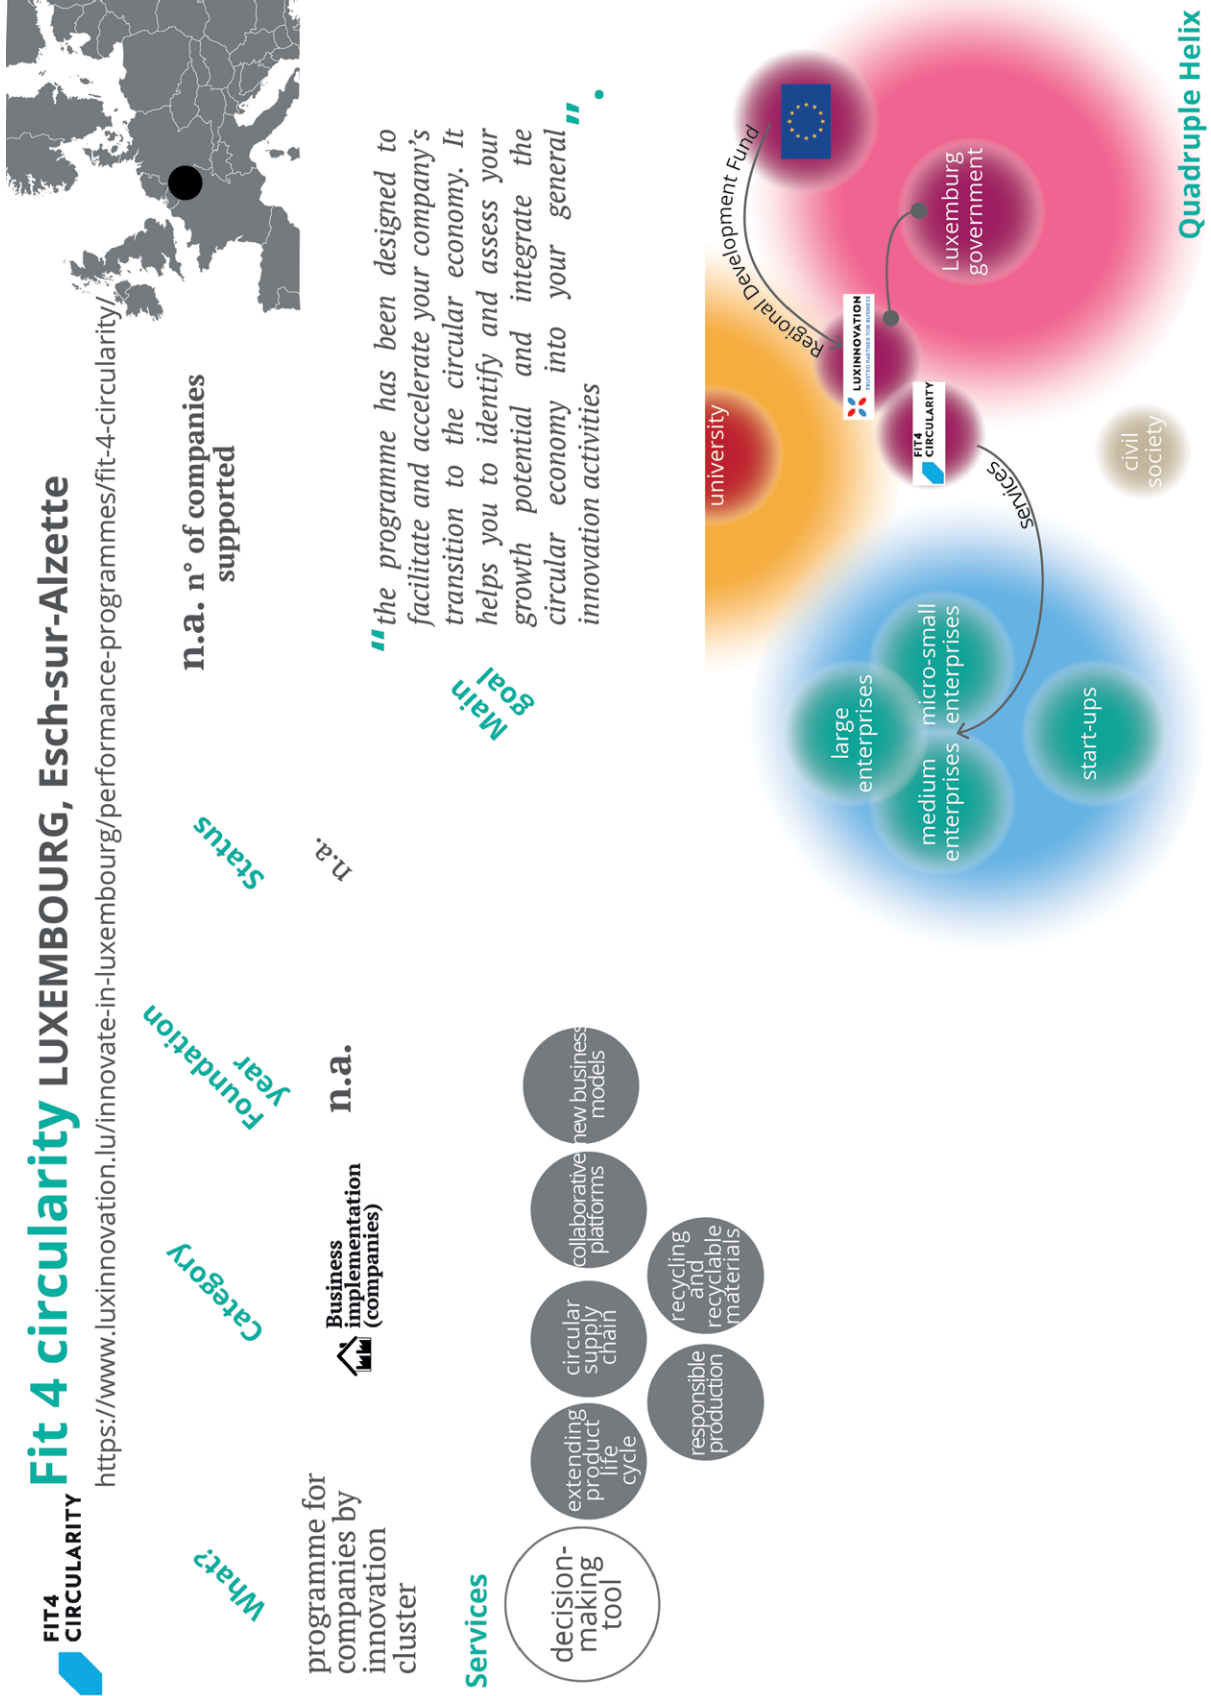 FIT4
CIRCULARITY
Fit 4 circularity LUXEMBOURG, Esch-sur-Alzette
https://www.luxinnovation.lu/innovate-in-luxembourg/performance-programmes/fit-4-circularity/
What?
programme for
companies by
innovation
cluster
Category
Business
implementation
(companies)
Foundation
year
n.a.
Status
n.a.
n.a. n° of companies
supported
Main
goal
"the programme has been designed to
facilitate and accelerate your company's
transition to the circular economy. It
helps you to identify and assess your
growth potential and integrate the
circular economy into your general
innovation activities
".
Services
decision-
making
tool
extending
product
life
cycle
circular
supply
chain
collaborative
platforms
new business
models
responsible
production
recycling
and
recyclable
materials
large
enterprises
medium
enterprises
micro-small
enterprises
start-ups
university
services
FIT4
CIRCULARITY
LUXINNOVATION
TRUSTED PARTNER FOR BUSINESS
Regional Development Fund
Luxemburg
government
civil
society
Quadruple Helix